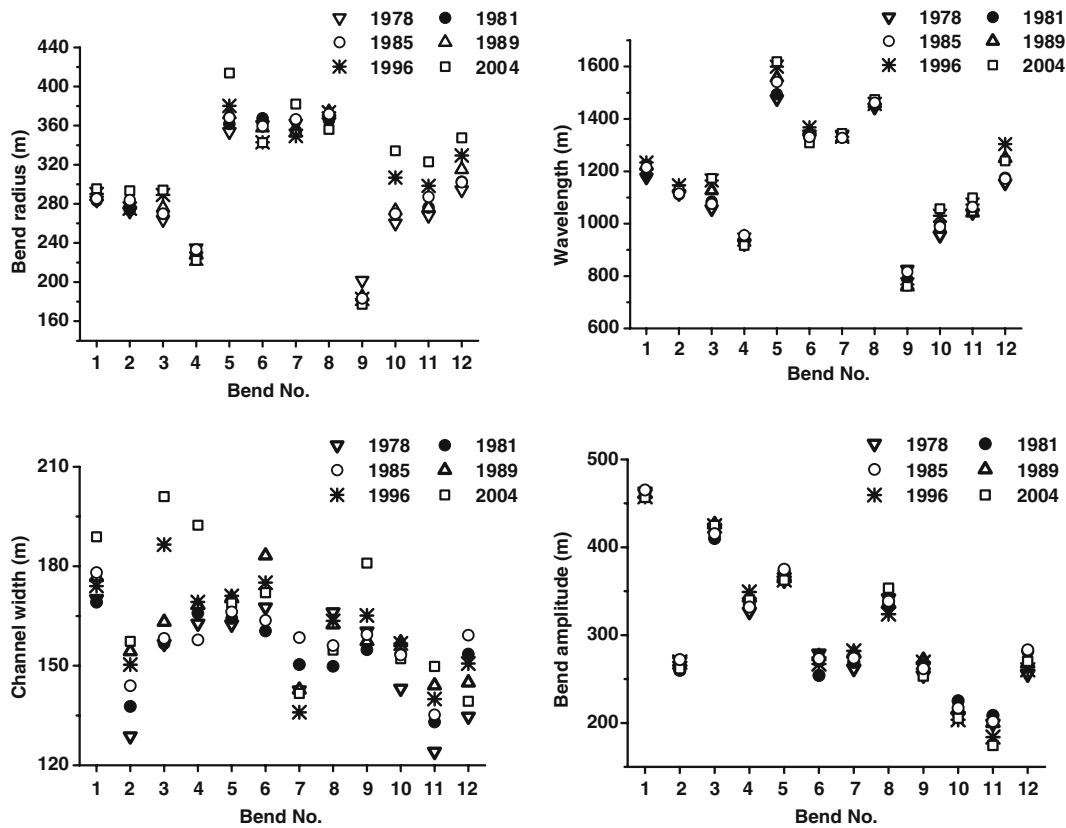 1978 1981
1985 1989
1996 2004
440
400
360
320
280
240
200
160
Bend radius (m)
1 2 3 4 5 6 7 8 9 10 11 12
Bend No.
1978 1981
1985 1989
1996 2004
1600
1400
1200
1000
800
600
Wavelength (m)
1 2 3 4 5 6 7 8 9 10 11 12
Bend No.
1978 1981
1985 1989
1996 2004
210
180
150
120
Channel width (m)
1 2 3 4 5 6 7 8 9 10 11 12
Bend No.
1978 1981
1985 1989
1996 2004
500
400
300
200
Bend amplitude (m)
1 2 3 4 5 6 7 8 9 10 11 12
Bend No.